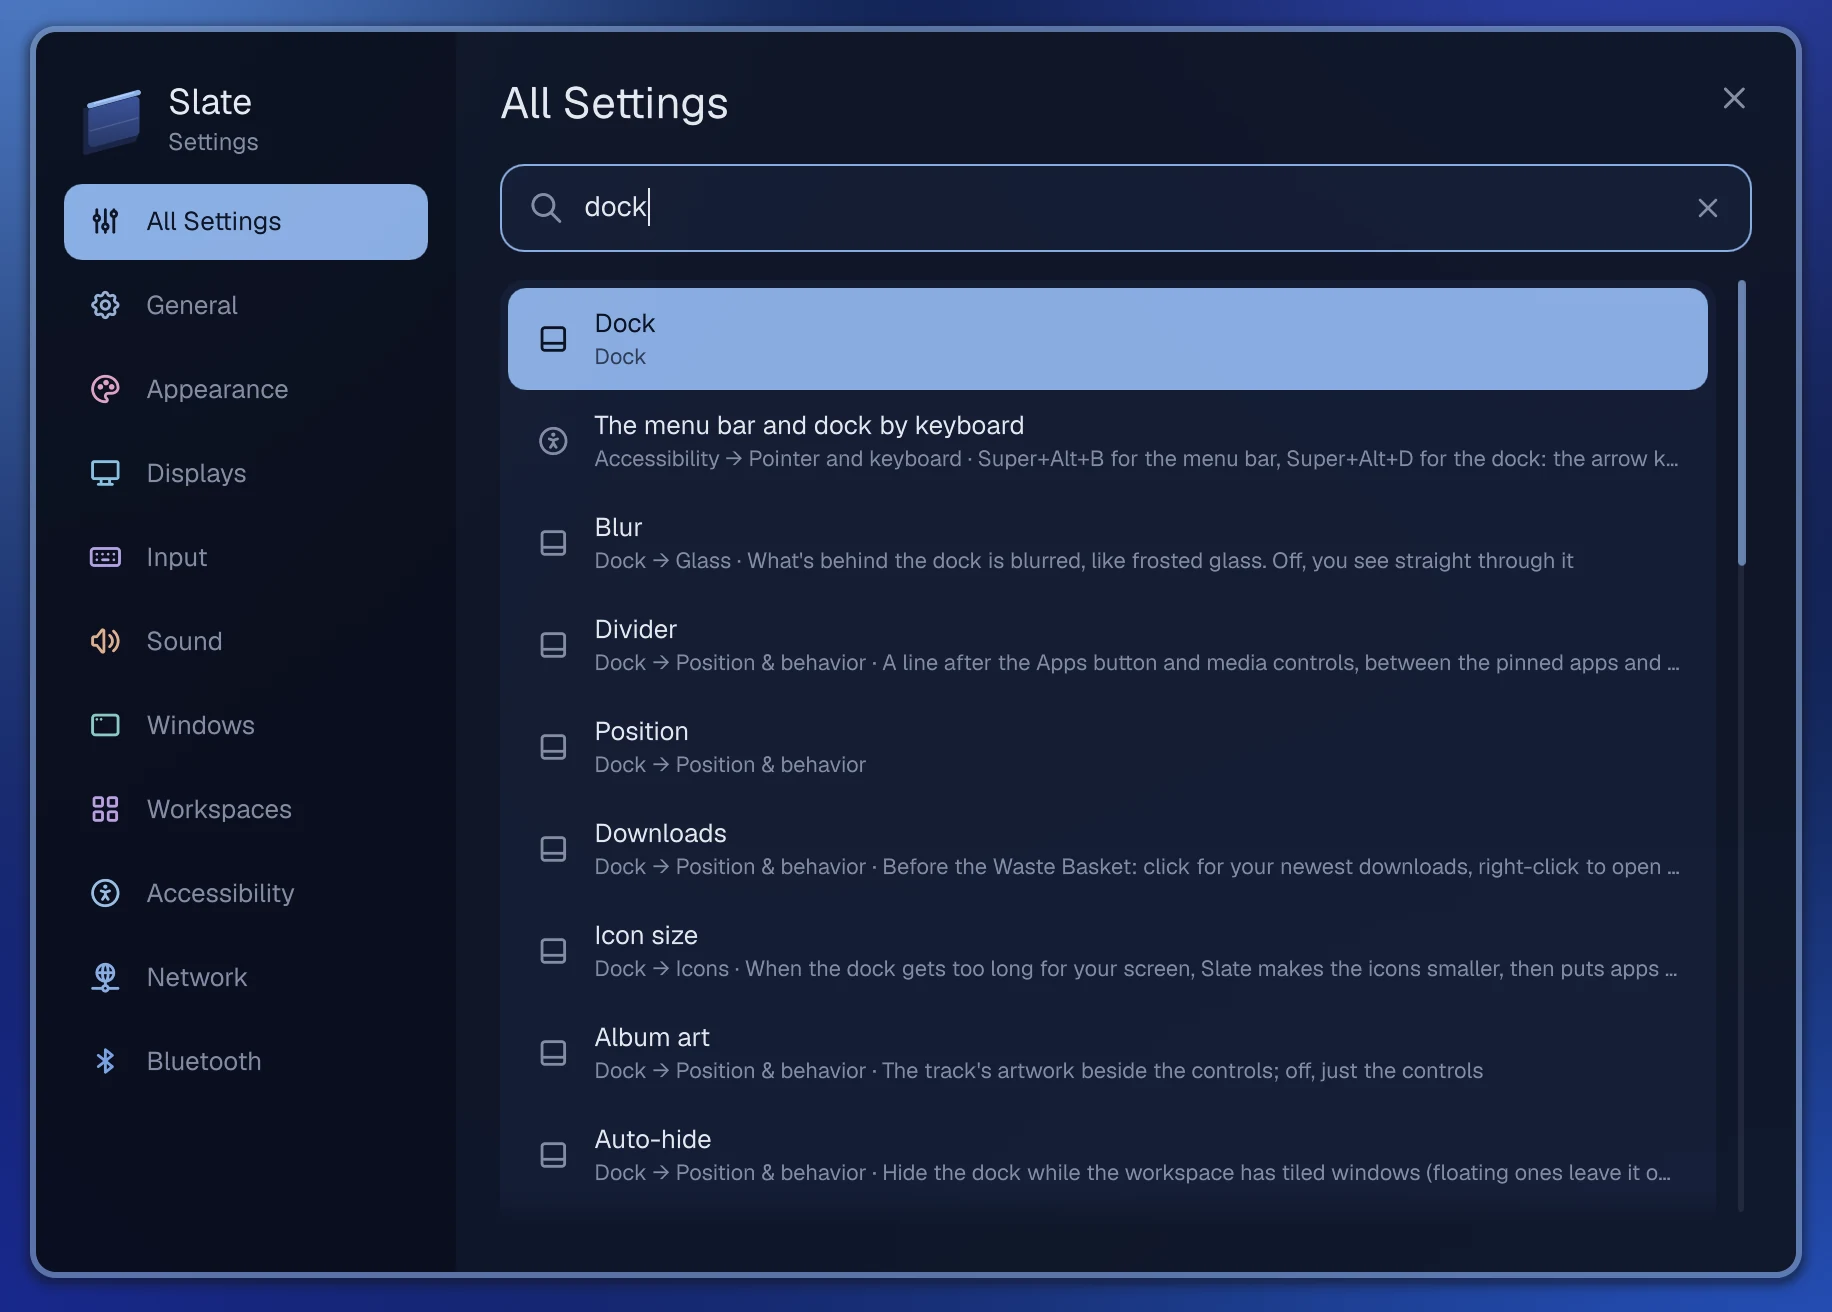 Slate
Settings
All Settings
General
Appearance
Displays
Input
Sound
Windows
Workspaces
Accessibility
Network
Bluetooth
All Settings
dock
Dock
Dock
The menu bar and dock by keyboard
Accessibility → Pointer and keyboard · Super+Alt+B for the menu bar, Super+Alt+D for the dock: the arrow k...
Blur
Dock → Glass · What's behind the dock is blurred, like frosted glass. Off, you see straight through it
Divider
Dock → Position & behavior · A line after the Apps button and media controls, between the pinned apps and ...
Position
Dock → Position & behavior
Downloads
Dock → Position & behavior · Before the Waste Basket: click for your newest downloads, right-click to open ...
Icon size
Dock → Icons · When the dock gets too long for your screen, Slate makes the icons smaller, then puts apps ...
Album art
Dock → Position & behavior · The track's artwork beside the controls; off, just the controls
Auto-hide
Dock → Position & behavior · Hide the dock while the workspace has tiled windows (floating ones leave it o...